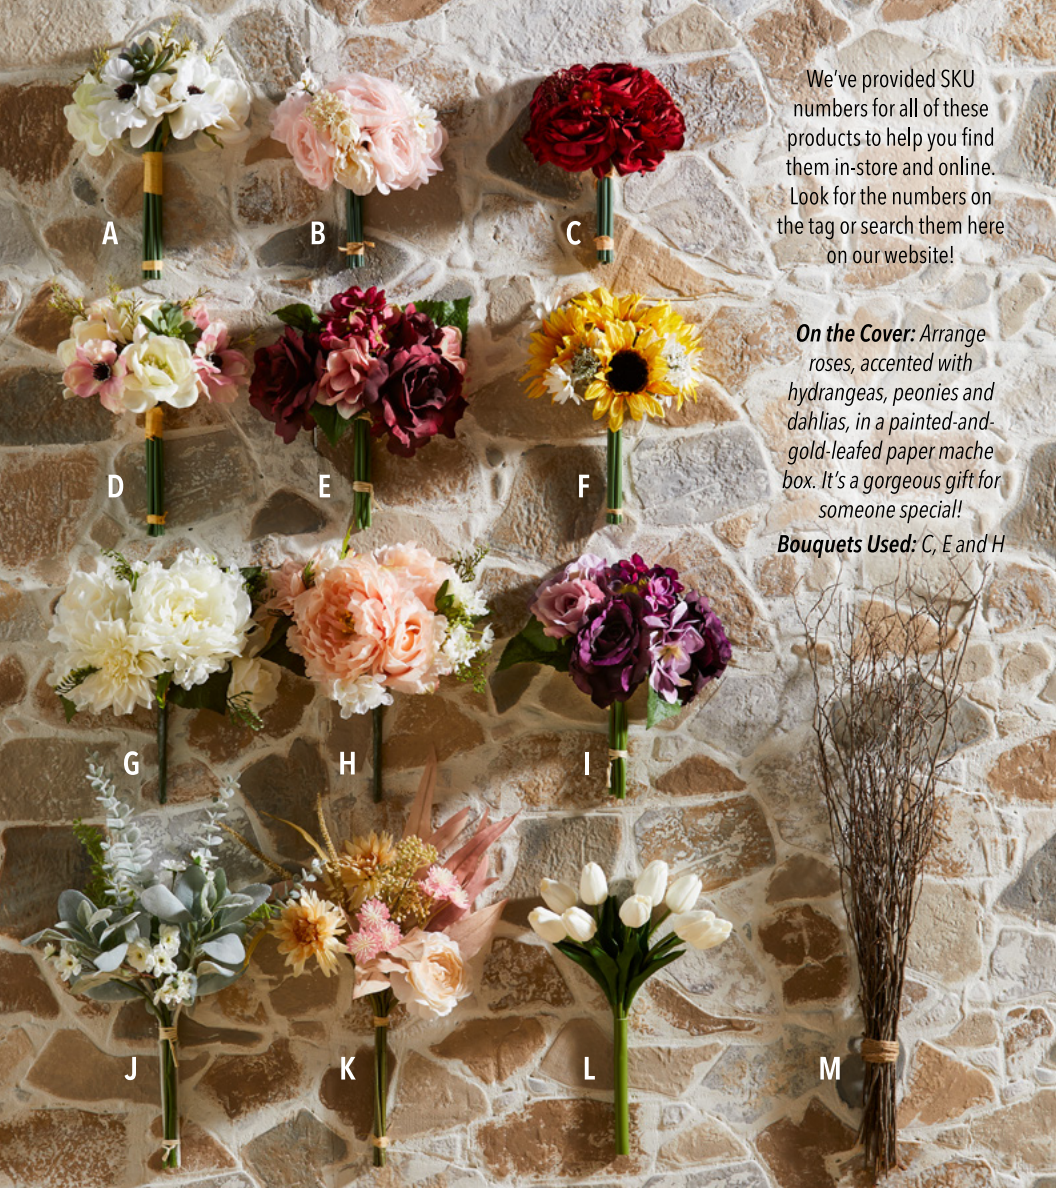 We've provided SKU
numbers for all of these
products to help you find
them in-store and online.
Look for the numbers on
the tag or search them here
on our website!
A
B
C
On the Cover: Arrange
roses, accented with
hydrangeas, peonies and
dahlias, in a painted-and-
gold-leafed paper mache
box. It's a gorgeous gift for
someone special!
Bouquets Used: C, E and H
D
E
F
G
H
I
J
K
L
M